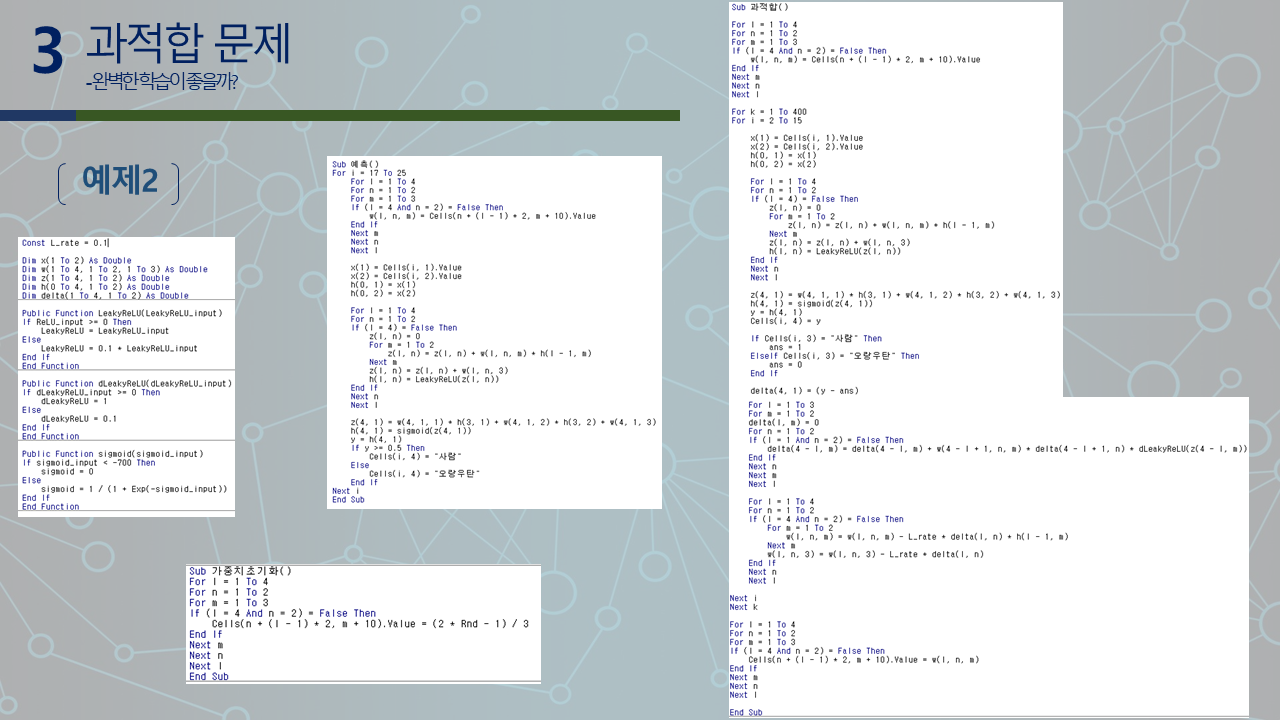 3 과적합 문제
-완벽한 학습이 좋을까?
예제2
Const L_rate = 0.1
Dim x(1 To 2) As Double
Dim w(1 To 4, 1 To 2, 1 To 3) As Double
Dim z(1 To 4, 1 To 2) As Double
Dim h(0 To 4, 1 To 2) As Double
Dim delta(1 To 4, 1 To 2) As Double
Public Function LeakyReLU(LeakyReLU_input)
If ReLU_input >= 0 Then
LeakyReLU = LeakyReLU_input
Else
LeakyReLU = 0.1 * LeakyReLU_input
End If
End Function
Public Function dLeakyReLU(dLeakyReLU_input)
If dLeakyReLU_input >= 0 Then
dLeakyReLU = 1
Else
dLeakyReLU = 0.1
End If
End Function
Public Function sigmoid(sigmoid_input)
If sigmoid_input < -700 Then
sigmoid = 0
Else
sigmoid = 1 / (1 + Exp(-sigmoid_input))
End If
End Function
Sub 가중치초기화()
For l = 1 To 4
For n = 1 To 2
For m = 1 To 3
If (l = 4 And n = 2) = False Then
Cells(n + (l - 1) * 2, m + 10).Value = (2 * Rnd - 1) / 3
End If
Next m
Next n
Next l
End Sub
Sub 예측()
For i = 17 To 25
For l = 1 To 4
For n = 1 To 2
For m = 1 To 3
If (l = 4 And n = 2) = False Then
w(l, n, m) = Cells(n + (l - 1) * 2, m + 10).Value
End If
Next m
Next n
Next l
x(1) = Cells(i, 1).Value
x(2) = Cells(i, 2).Value
h(0, 1) = x(1)
h(0, 2) = x(2)
For l = 1 To 4
For n = 1 To 2
If (l = 4) = False Then
z(l, n) = 0
For m = 1 To 2
z(l, n) = z(l, n) + w(l, n, m) * h(l - 1, m)
Next m
z(l, n) = z(l, n) + w(l, n, 3)
h(l, n) = LeakyReLU(z(l, n))
End If
Next n
Next l
z(4, 1) = w(4, 1, 1) * h(3, 1) + w(4, 1, 2) * h(3, 2) + w(4, 1, 3)
h(4, 1) = sigmoid(z(4, 1))
y = h(4, 1)
If y >= 0.5 Then
Cells(i, 4) = "사람"
Else
Cells(i, 4) = "오랑우탄"
End If
Next i
End Sub
Sub 과적합()
For l = 1 To 4
For n = 1 To 2
For m = 1 To 3
If (l = 4 And n = 2) = False Then
w(l, n, m) = Cells(n + (l - 1) * 2, m + 10).Value
End If
Next m
Next n
Next l
For k = 1 To 400
For i = 2 To 15
x(1) = Cells(i, 1).Value
x(2) = Cells(i, 2).Value
h(0, 1) = x(1)
h(0, 2) = x(2)
For l = 1 To 4
For n = 1 To 2
If (l = 4) = False Then
z(l, n) = 0
For m = 1 To 2
z(l, n) = z(l, n) + w(l, n, m) * h(l - 1, m)
Next m
z(l, n) = z(l, n) + w(l, n, 3)
h(l, n) = LeakyReLU(z(l, n))
End If
Next n
Next l
z(4, 1) = w(4, 1, 1) * h(3, 1) + w(4, 1, 2) * h(3, 2) + w(4, 1, 3)
h(4, 1) = sigmoid(z(4, 1))
y = h(4, 1)
Cells(i, 4) = y
If Cells(i, 3) = "사람" Then
ans = 1
ElseIf Cells(i, 3) = "오랑우탄" Then
ans = 0
End If
delta(4, 1) = (y - ans)
For l = 1 To 3
For m = 1 To 2
delta(l, m) = 0
For n = 1 To 2
If (l = 1 And n = 2) = False Then
delta(4 - l, m) = delta(4 - l, m) + w(4 - l + 1, n, m) * delta(4 - l + 1, n) * dLeakyReLU(z(4 - l, m))
End If
Next n
Next m
Next l
For l = 1 To 4
For n = 1 To 2
If (l = 4 And n = 2) = False Then
For m = 1 To 2
w(l, n, m) = w(l, n, m) - L_rate * delta(l, n) * h(l - 1, m)
Next m
w(l, n, 3) = w(l, n, 3) - L_rate * delta(l, n)
End If
Next n
Next l
Next i
Next k
For l = 1 To 4
For n = 1 To 2
For m = 1 To 3
If (l = 4 And n = 2) = False Then
Cells(n + (l - 1) * 2, m + 10).Value = w(l, n, m)
End If
Next m
Next n
Next l
End Sub